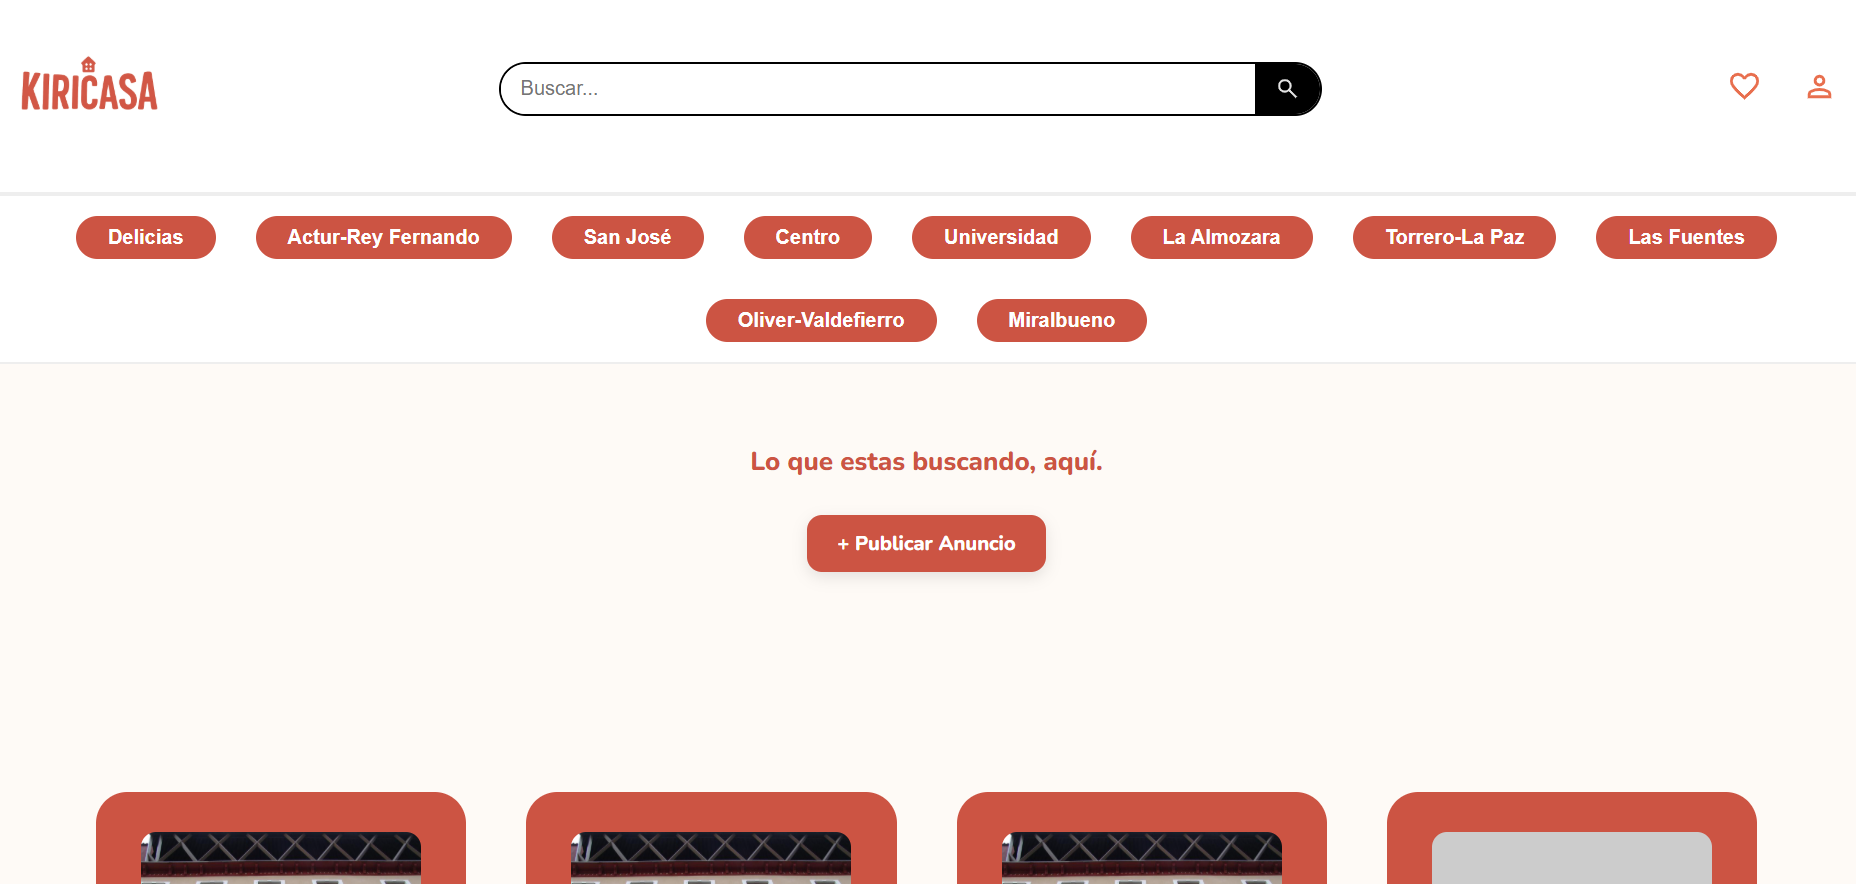 KIRICASA
Buscar...
Delicias
Actur-Rey Fernando
San José
Centro
Universidad
La Almozara
Torrero-La Paz
Las Fuentes
Oliver-Valdefierro
Miralbueno
Lo que estas buscando, aquí.
+ Publicar Anuncio